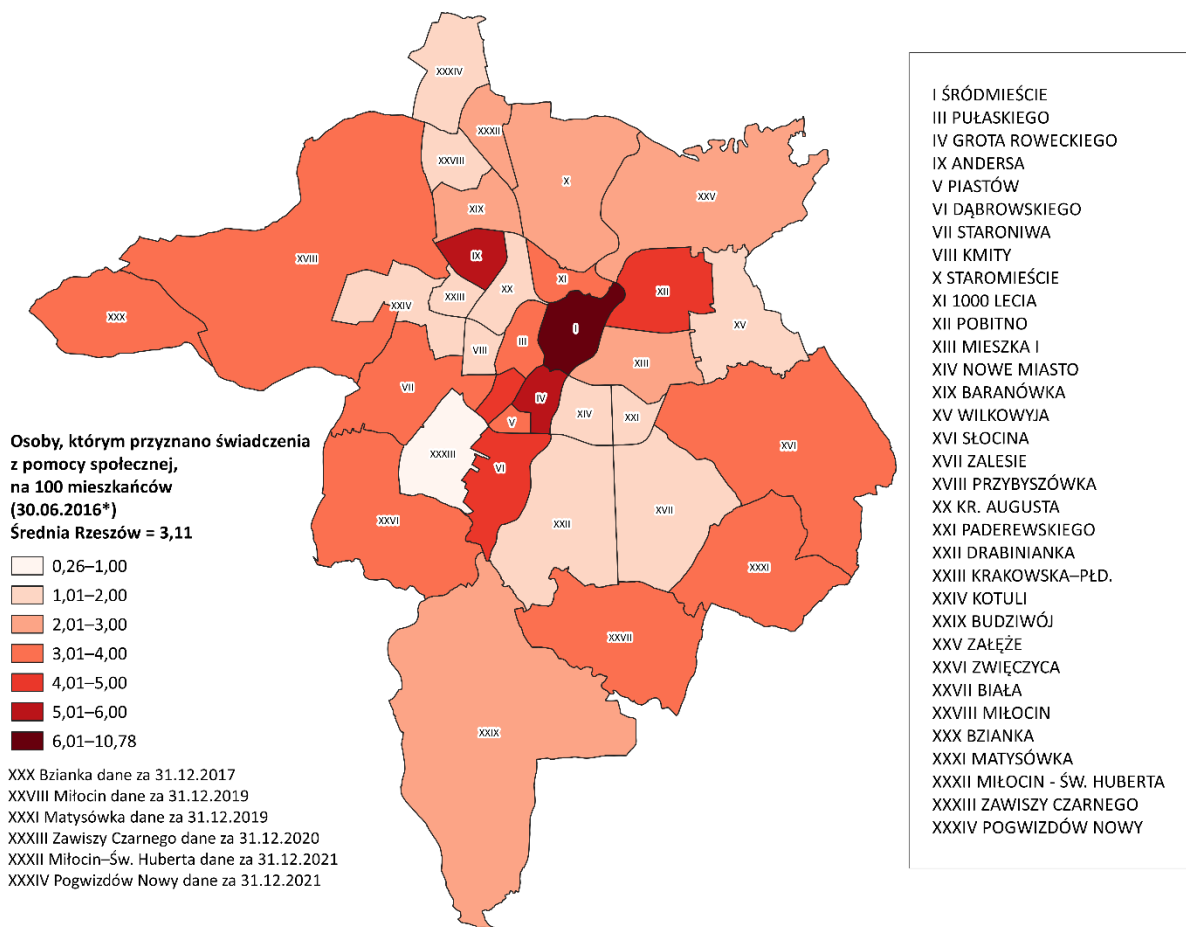 XXXIV
XXXII
XXVIII
X
XXV
XIX
XVIII
IX
XI
XII
XX
XXIII
XXIV
XXX
I
XV
III
VIII
XIII
VII
IV
XIV
XXI
V
XVI
XXXIII
VI
XXVI
XXII
XVII
XXXI
XXVII
XXIX
Osoby, którym przyznano świadczenia
z pomocy społecznej,
na 100 mieszkańców
(30.06.2016*)
Średnia Rzeszów = 3,11
0,26–1,00
1,01–2,00
2,01–3,00
3,01–4,00
4,01–5,00
5,01–6,00
6,01–10,78
XXX Bzianka dane za 31.12.2017
XXVIII Miłocin dane za 31.12.2019
XXXI Matysówka dane za 31.12.2019
XXXIII Zawiszy Czarnego dane za 31.12.2020
XXXII Miłocin–Św. Huberta dane za 31.12.2021
XXXIV Pogwizdów Nowy dane za 31.12.2021
I ŚRÓDMIEŚCIE
III PUŁASKIEGO
IV GROTA ROWECKIEGO
IX ANDERSA
V PIASTÓW
VI DĄBROWSKIEGO
VII STARONIWA
VIII KMITY
X STAROMIEŚCIE
XI 1000 LECIA
XII POBITNO
XIII MIESZKA I
XIV NOWE MIASTO
XIX BARANÓWKA
XV WILKOWYJA
XVI SŁOCINA
XVII ZALESIE
XVIII PRZYBYSZÓWKA
XX KR. AUGUSTA
XXI PADEREWSKIEGO
XXII DRABINIANKA
XXIII KRAKOWSKA–PŁD.
XXIV KOTULI
XXIX BUDZIWÓJ
XXV ZAŁĘŻE
XXVI ZWIĘCZYCA
XXVII BIAŁA
XXVIII MIŁOCIN
XXX BZIANKA
XXXI MATYSÓWKA
XXXII MIŁOCIN - ŚW. HUBERTA
XXXIII ZAWISZY CZARNEGO
XXXIV POGWIZDÓW NOWY